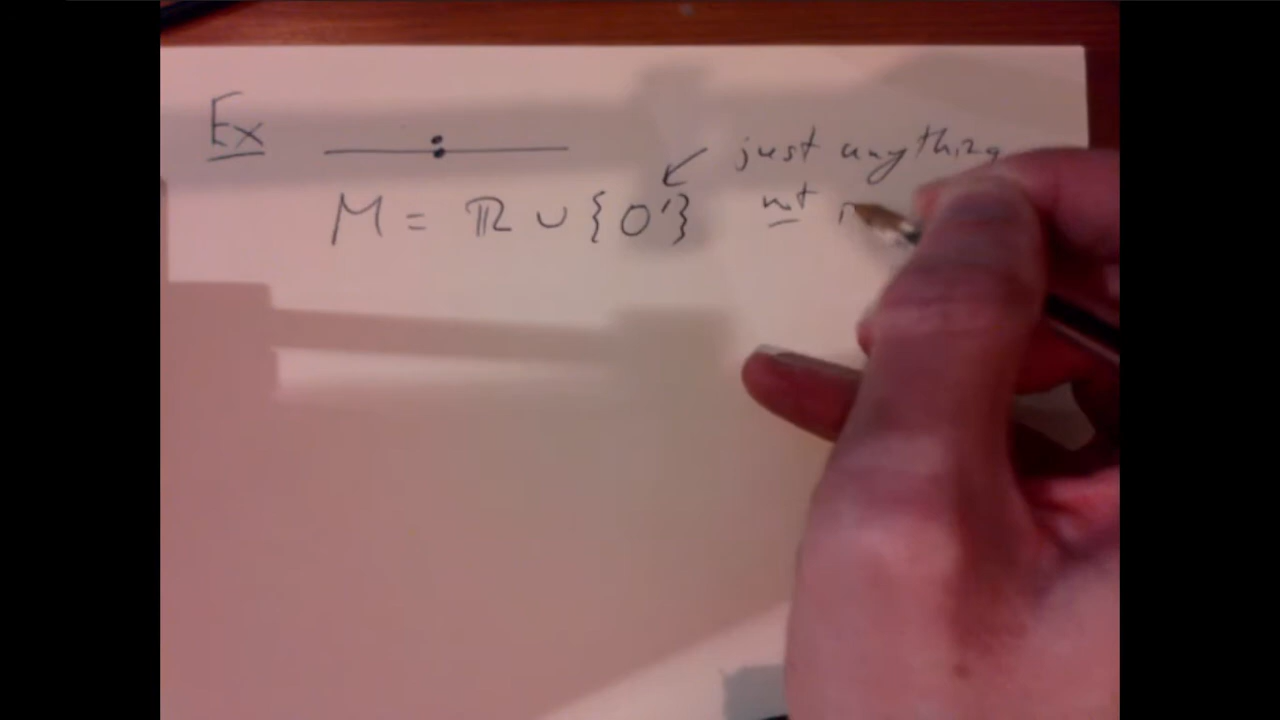 Ex
just anything
M = ℝ ∪ {0'} not